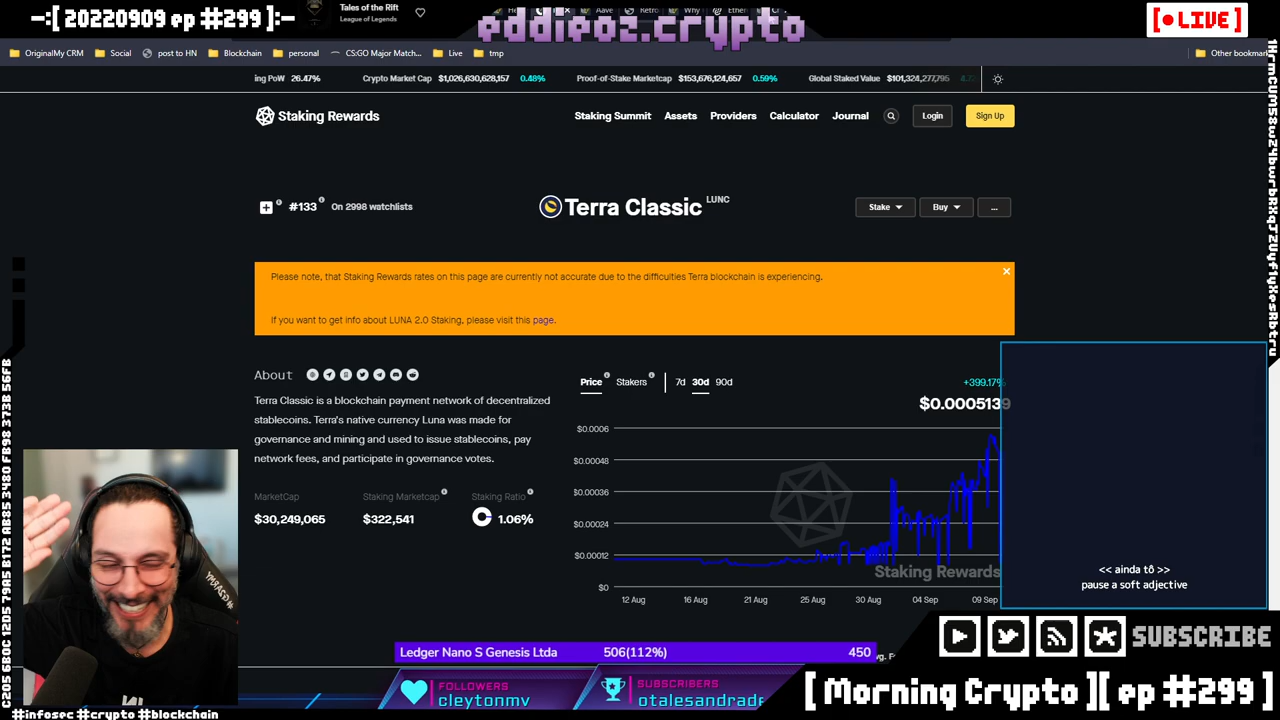 -:[ 20220909 ep #299 ]:-
Tales of the Rift
League of Legends
Aave
Why
eddieoz.crypto
[● LIVE ]
OriginalMy CRM
Social
post to HN
Blockchain
personal
CS:GO Major Match...
Live
tmp
Other bookmar
ing PoW 26.47%
Crypto Market Cap $1,026,630,628,157 0.48%
Proof-of-Stake Marketcap $153,676,124,657 0.59%
Global Staked Value $101,324,277,795
Staking Rewards
Staking Summit
Assets
Providers
Calculator
Journal
Login
Sign Up
#133
On 2998 watchlists
Terra Classic LUNC
Stake
Buy
...
Please note, that Staking Rewards rates on this page are currently not accurate due to the difficulties Terra blockchain is experiencing.
If you want to get info about LUNA 2.0 Staking, please visit this page.
About
Terra Classic is a blockchain payment network of decentralized
stablecoins. Terra's native currency Luna was made for
governance and mining and used to issue stablecoins, pay
network fees, and participate in governance votes.
MarketCap
$30,249,065
Staking Marketcap
$322,541
Staking Ratio
1.06%
Price
Stakers
7d
30d
90d
+399.17%
$0.0005139
$0.0006
$0.00048
$0.00036
$0.00024
$0.00012
$0
Staking Rewards
12 Aug
16 Aug
21 Aug
25 Aug
30 Aug
04 Sep
09 Sep
<< ainda tô >>
pause a soft adjective
Ledger Nano S Genesis Ltda
506(112%)
450
FOLLOWERS
cleytonmv
SUBSCRIBERS
otalesandrade
SUBSCRIBE
[ Morning Crypto ][ ep #299 ]
#infosec #crypto #blockchain